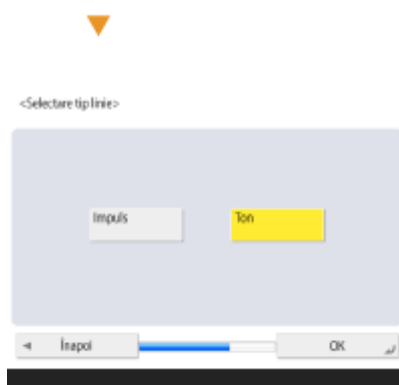 <Selectare tip linie>
Impuls
Ton
Înapoi
OK